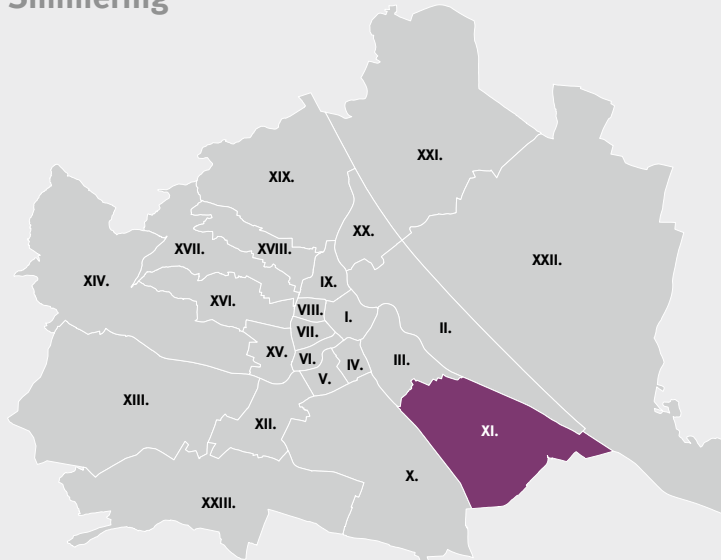 Simmering
XXI.
XIX.
XX.
XVII.
XVIII.
XXII.
XIV.
IX.
XVI.
VIII.
I.
II.
VII.
XV.
VI.
IV.
III.
V.
XIII.
XII.
XI.
X.
XXIII.